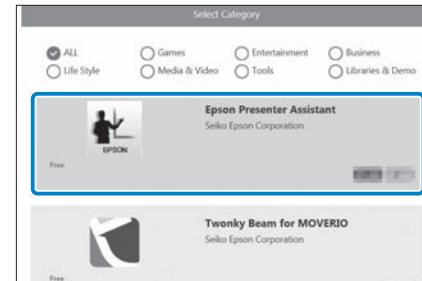 Select Category
ALL Games Entertainment Business
Life Style Media & Video Tools Libraries & Demo
Epson Presenter Assistant
Seiko Epson Corporation
EPSON
Free
Twonky Beam for MOVERIO
Seiko Epson Corporation
Free